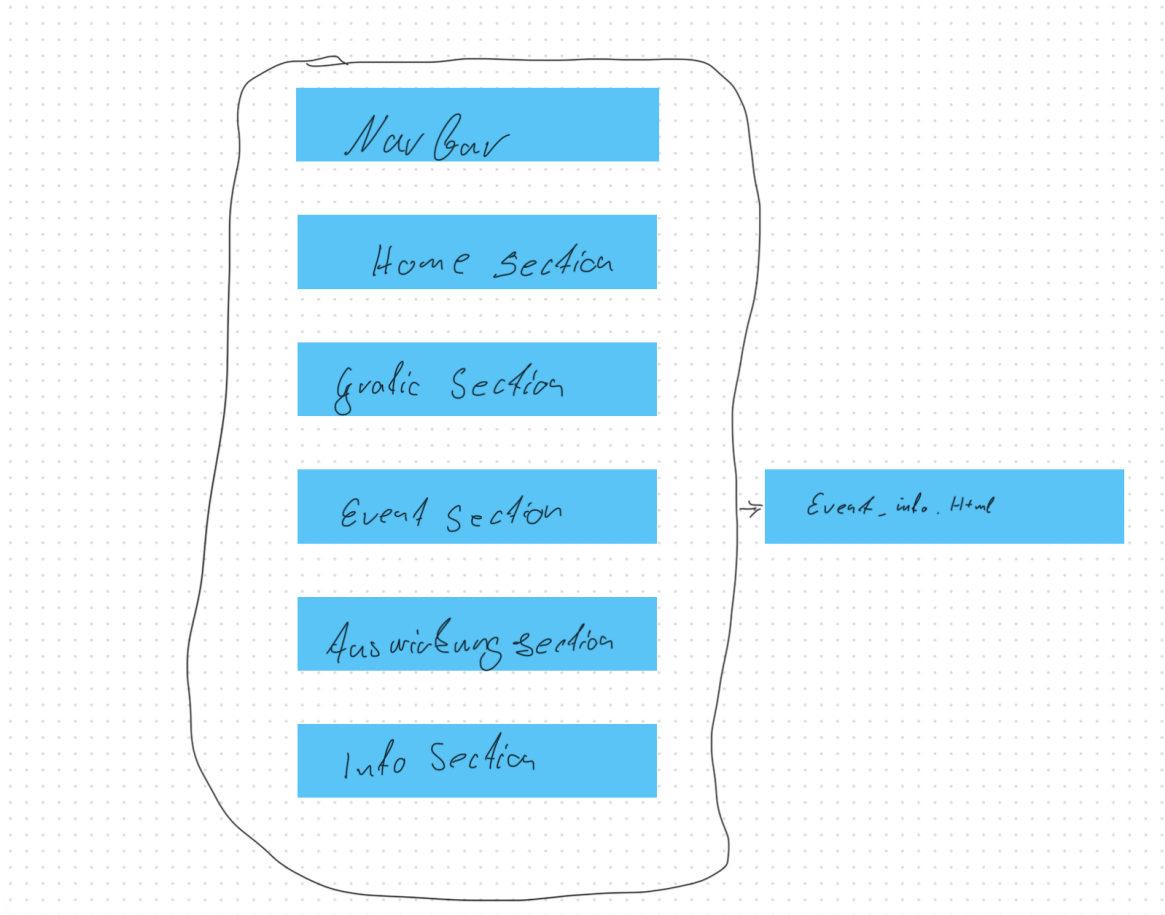 NavBar
Home section
Grafic Section
Event section
Auswirkung section
Info Section
Event_info.Html